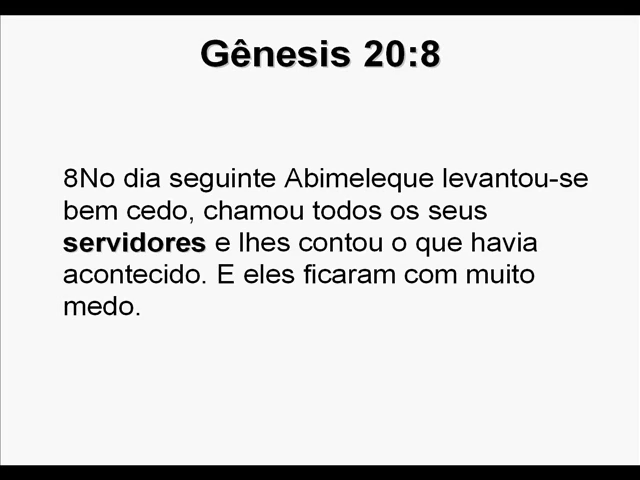 Gênesis 20:8
8No dia seguinte Abimeleque levantou-se
bem cedo, chamou todos os seus
servidores e lhes contou o que havia
acontecido. E eles ficaram com muito
medo.